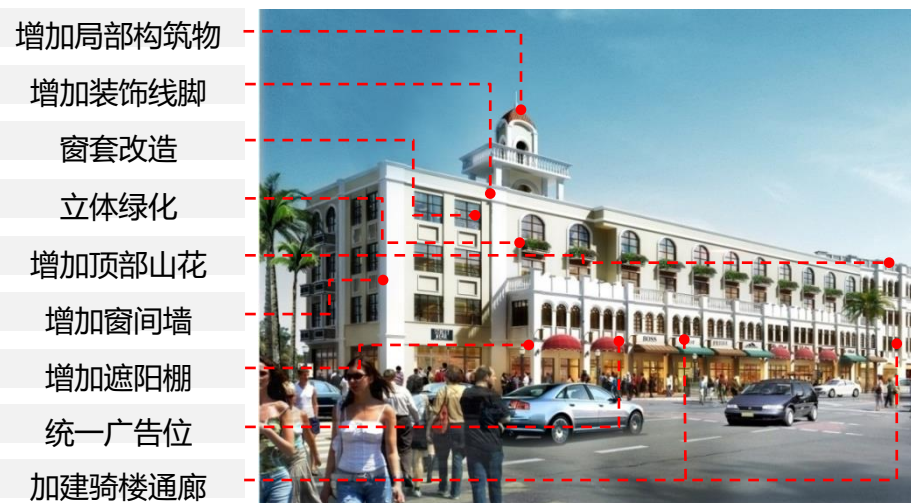 增加局部构筑物
增加装饰线脚
窗套改造
立体绿化
增加顶部山花
增加窗间墙
增加遮阳棚
统一广告位
加建骑楼通廊